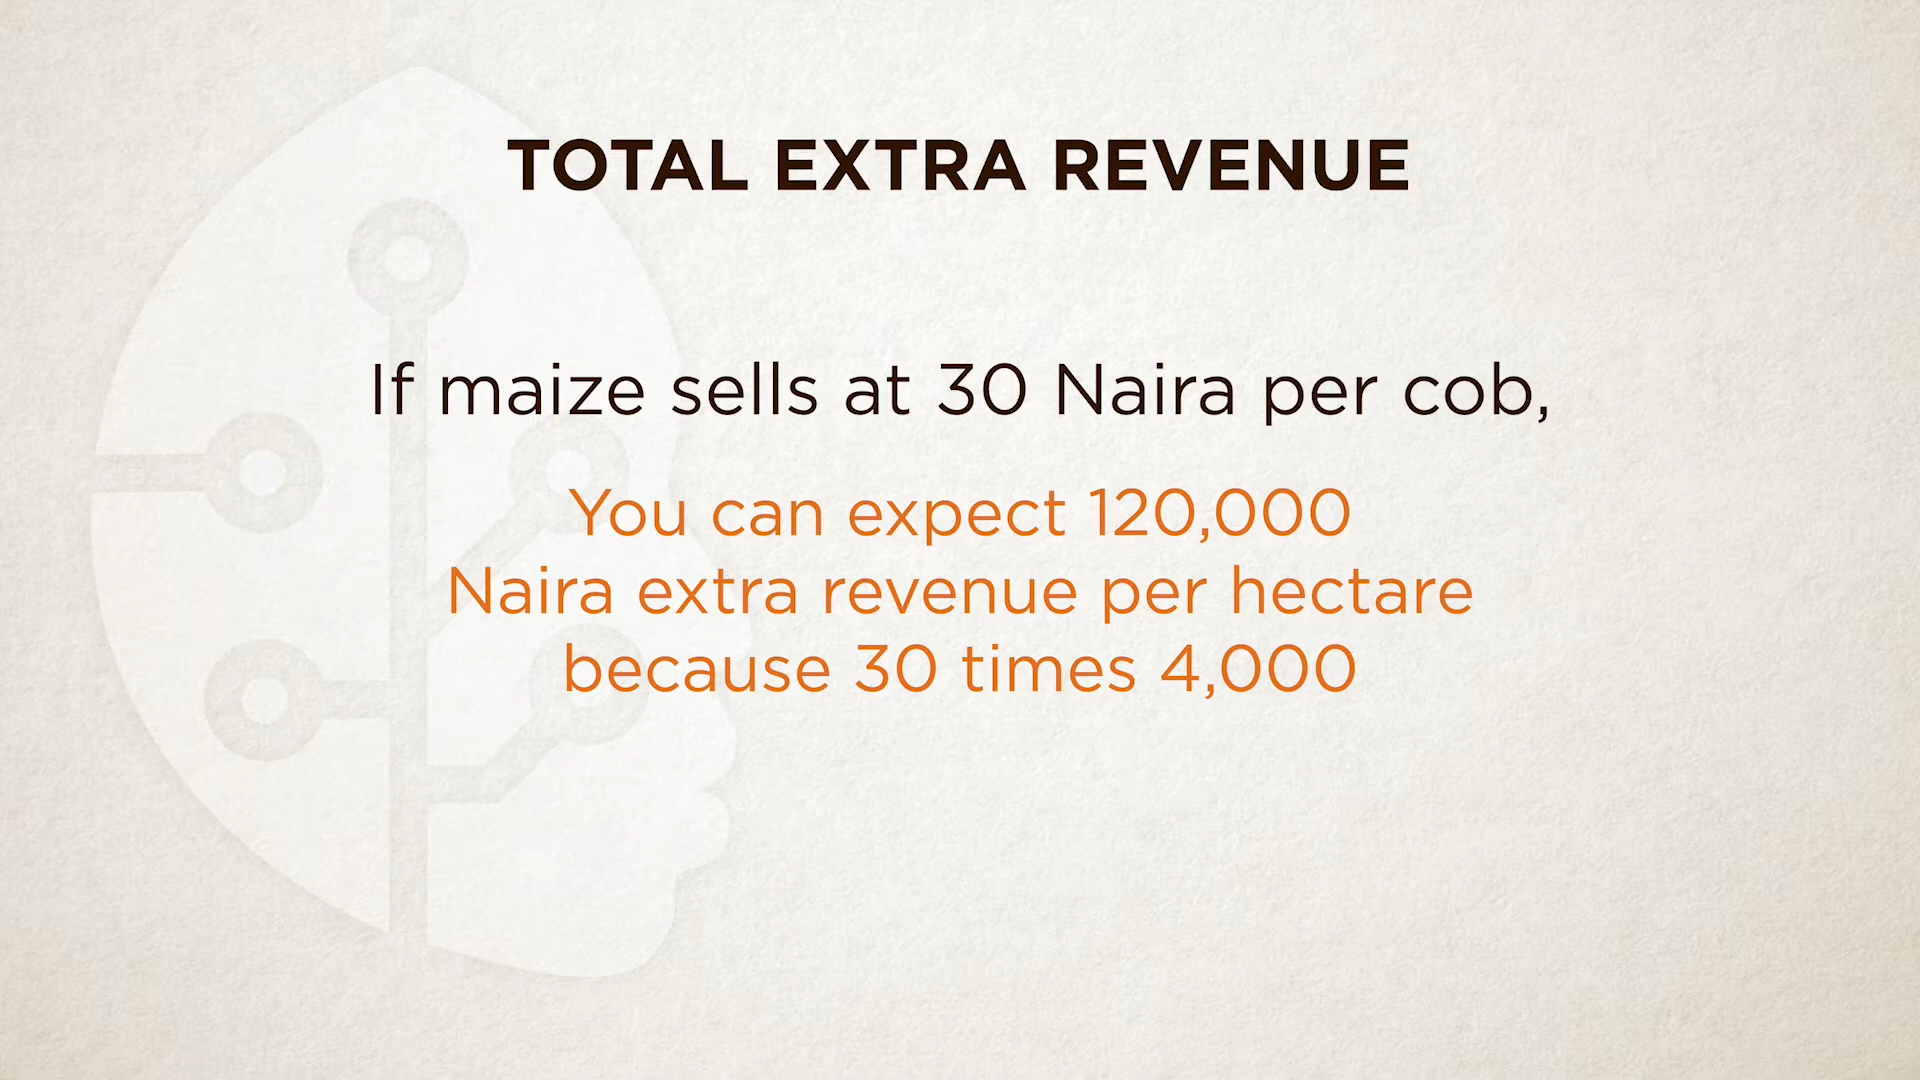 TOTAL EXTRA REVENUE
If maize sells at 30 Naira per cob,
You can expect 120,000
Naira extra revenue per hectare
because 30 times 4,000